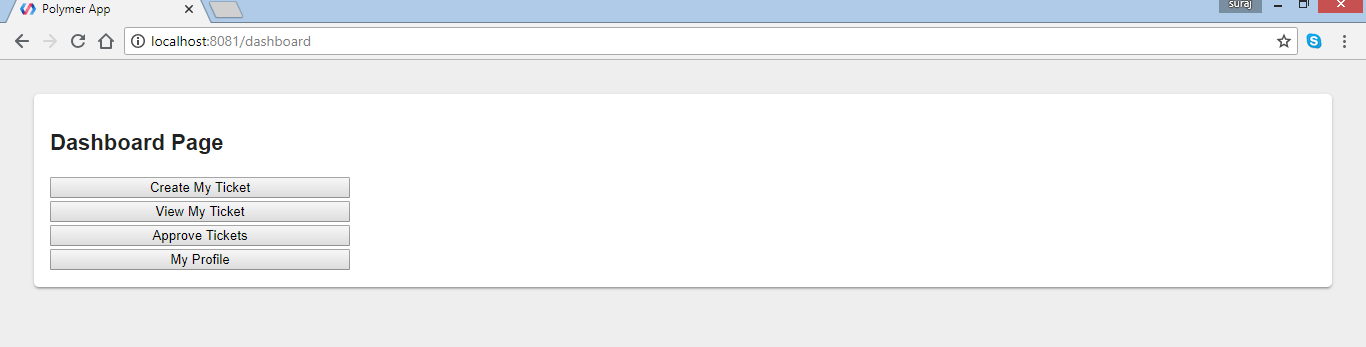 Polymer App
suraj
localhost:8081/dashboard
Dashboard Page
Create My Ticket
View My Ticket
Approve Tickets
My Profile